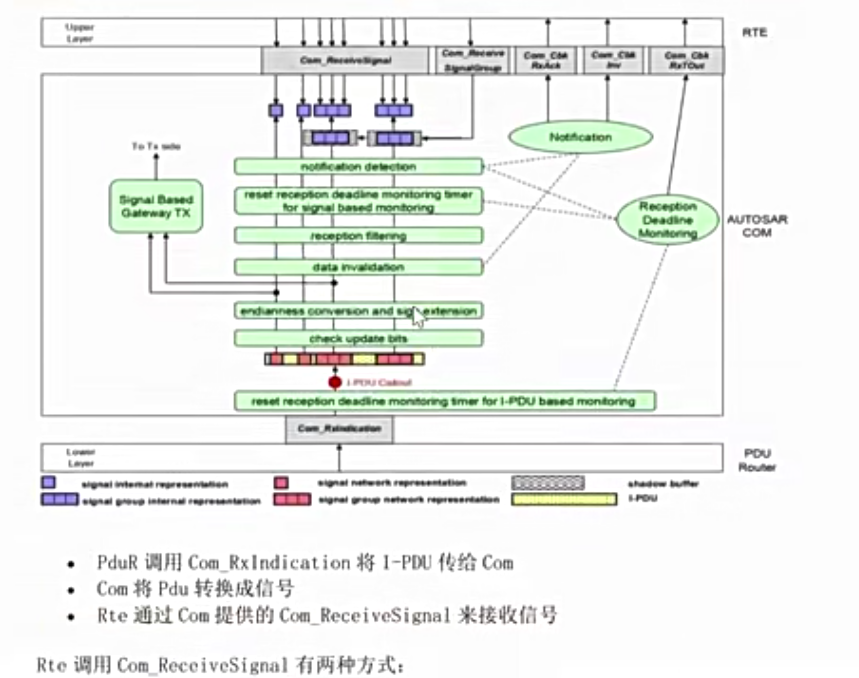 Upper
Layer
RTE
Com_ReceiveSignal
Com_Receive
SignalGroup
Com_Cbk
RxAck
Com_Cbk
Inv
Com_Cbk
RxTOut
Notification
To Tx side
notification detection
Signal Based
Gateway TX
reset reception deadline monitoring timer
for signal based monitoring
Reception
Deadline
Monitoring
AUTOSAR
COM
reception filtering
data invalidation
endianness conversion and sign extension
check update bits
I-PDU Callout
reset reception deadline monitoring timer for I-PDU based monitoring
Com_RxIndication
Lower
Layer
PDU
Router
signal internal representation
signal network representation
shadow buffer
signal group internal representation
signal group network representation
I-PDU
• PduR 调用 Com_RxIndication 将 I-PDU 传给 Com
• Com 将 Pdu 转换成信号
• Rte 通过 Com 提供的 Com_ReceiveSignal 来接收信号
Rte 调用 Com_ReceiveSignal 有两种方式：